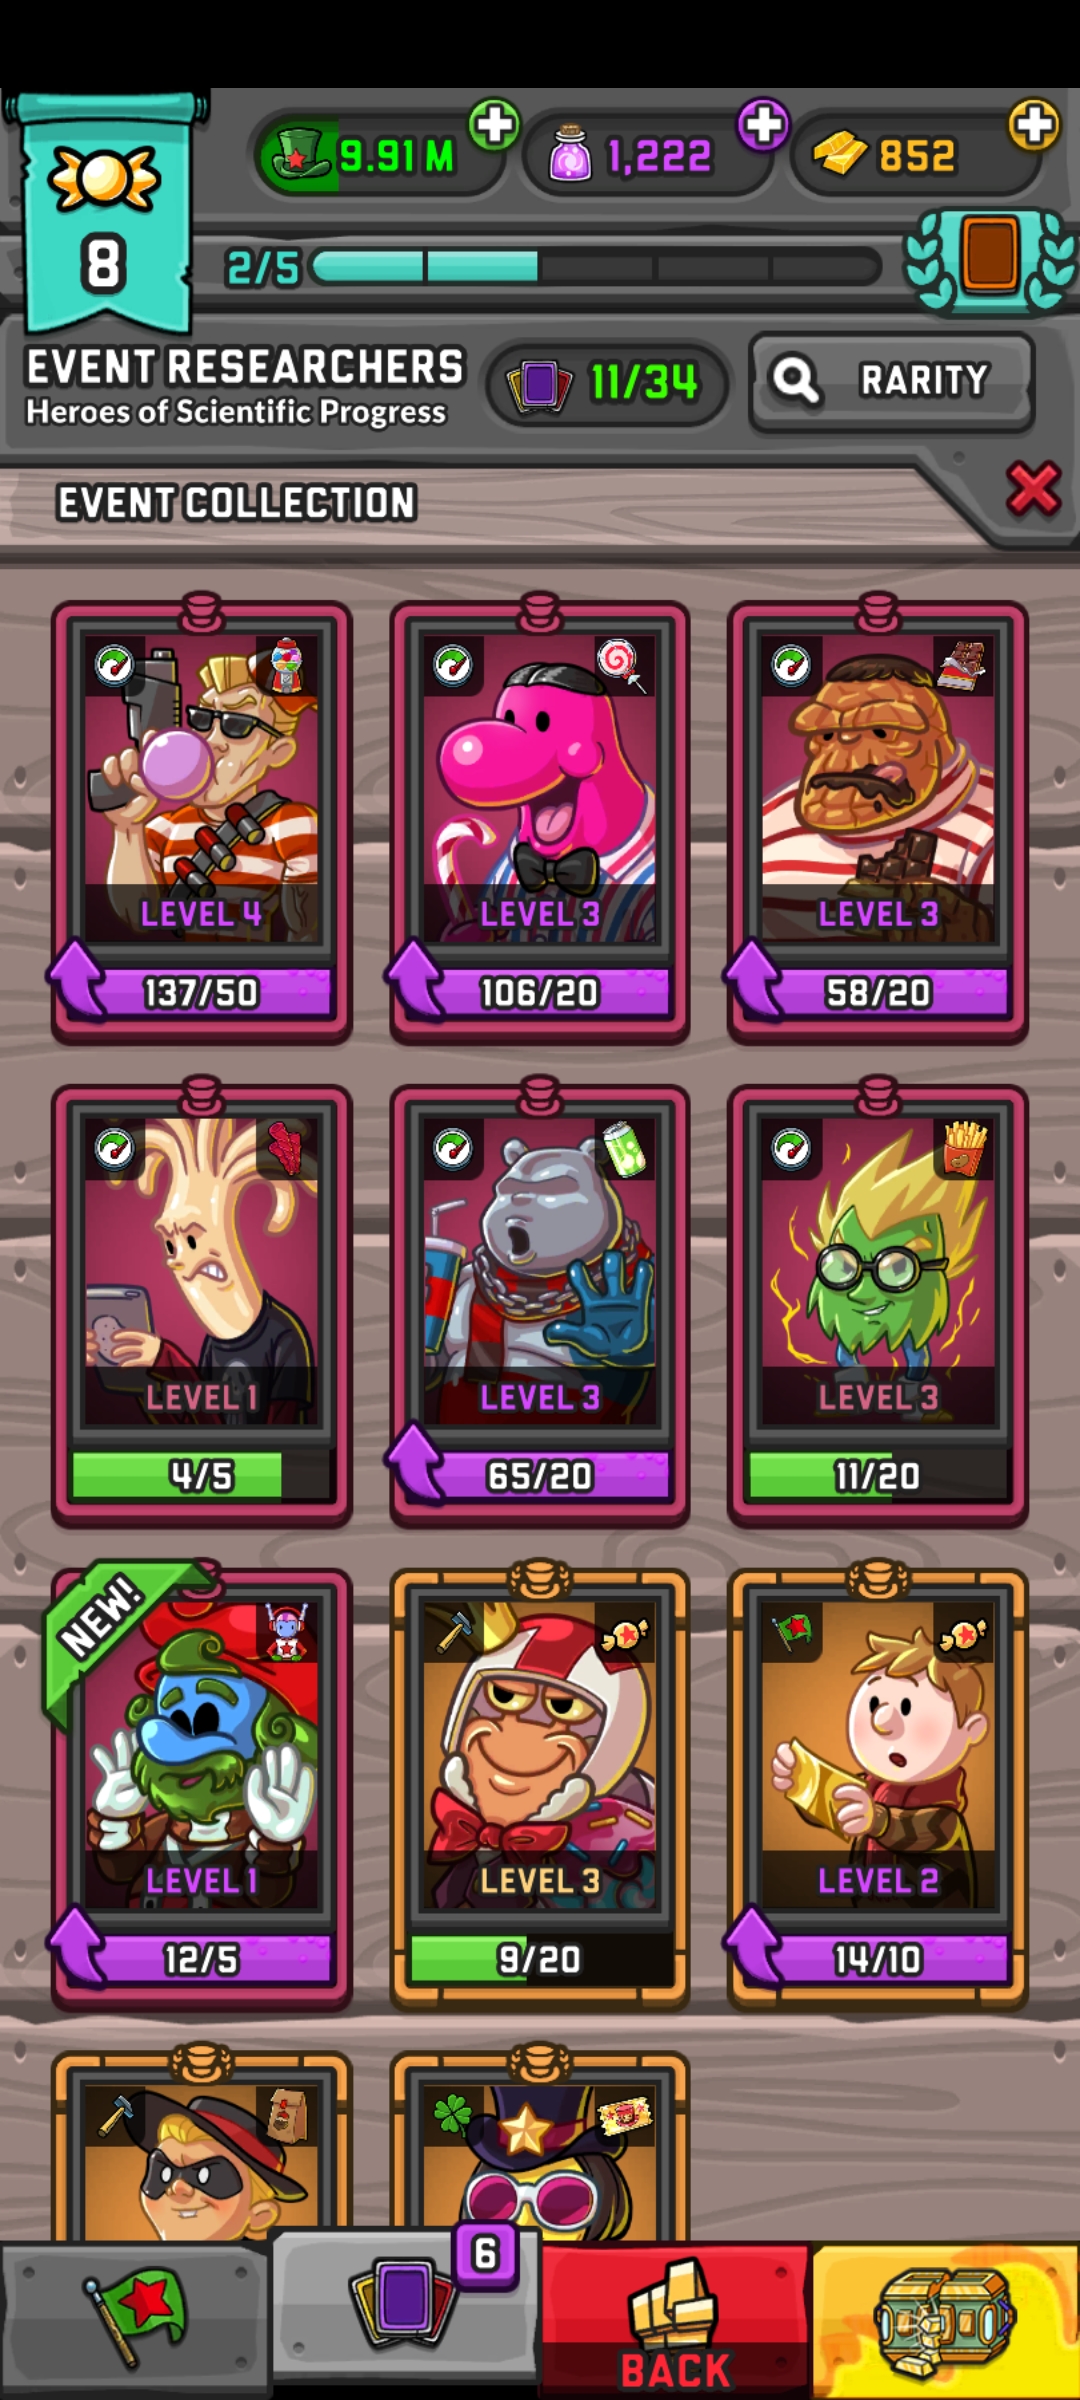 9.91 M
1,222
852
8
2/5
EVENT RESEARCHERS
Heroes of Scientific Progress
11/34
RARITY
EVENT COLLECTION
LEVEL 4
LEVEL 3
LEVEL 3
137/50
106/20
58/20
LEVEL 1
LEVEL 3
LEVEL 3
4/5
65/20
11/20
NEW!
LEVEL 1
LEVEL 3
LEVEL 2
12/5
9/20
14/10
6
BACK